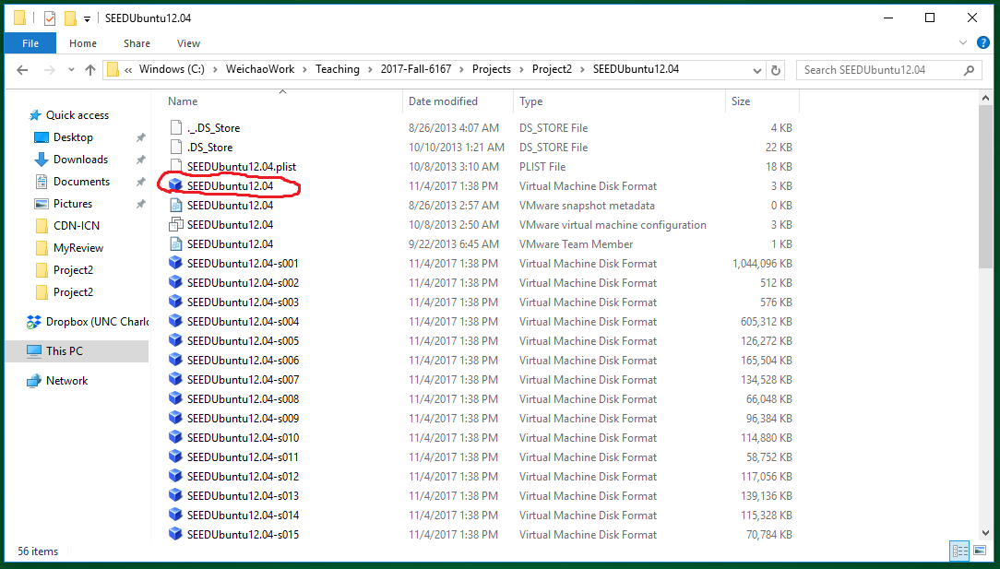 SEEDUbuntu12.04
File Home Share View
« Windows (C:) > WeichaoWork > Teaching > 2017-Fall-6167 > Projects > Project2 > SEEDUbuntu12.04 Search SEEDUbuntu12.04
Name Date modified Type Size
Quick access
Desktop
Downloads
Documents
Pictures
CDN-ICN
MyReview
Project2
Project2
Dropbox (UNC Charlo
This PC
Network
._.DS_Store 8/26/2013 4:07 AM DS_STORE File 4 KB
.DS_Store 10/10/2013 1:21 AM DS_STORE File 22 KB
SEEDUbuntu12.04.plist 10/8/2013 3:10 AM PLIST File 18 KB
SEEDUbuntu12.04 11/4/2017 1:38 PM Virtual Machine Disk Format 3 KB
SEEDUbuntu12.04 8/26/2013 2:57 AM VMware snapshot metadata 0 KB
SEEDUbuntu12.04 10/8/2013 2:50 AM VMware virtual machine configuration 3 KB
SEEDUbuntu12.04 9/22/2013 6:45 AM VMware Team Member 1 KB
SEEDUbuntu12.04-s001 11/4/2017 1:38 PM Virtual Machine Disk Format 1,044,096 KB
SEEDUbuntu12.04-s002 11/4/2017 1:38 PM Virtual Machine Disk Format 512 KB
SEEDUbuntu12.04-s003 11/4/2017 1:38 PM Virtual Machine Disk Format 576 KB
SEEDUbuntu12.04-s004 11/4/2017 1:38 PM Virtual Machine Disk Format 605,312 KB
SEEDUbuntu12.04-s005 11/4/2017 1:38 PM Virtual Machine Disk Format 126,272 KB
SEEDUbuntu12.04-s006 11/4/2017 1:38 PM Virtual Machine Disk Format 165,504 KB
SEEDUbuntu12.04-s007 11/4/2017 1:38 PM Virtual Machine Disk Format 134,528 KB
SEEDUbuntu12.04-s008 11/4/2017 1:38 PM Virtual Machine Disk Format 66,048 KB
SEEDUbuntu12.04-s009 11/4/2017 1:38 PM Virtual Machine Disk Format 96,384 KB
SEEDUbuntu12.04-s010 11/4/2017 1:38 PM Virtual Machine Disk Format 114,880 KB
SEEDUbuntu12.04-s011 11/4/2017 1:38 PM Virtual Machine Disk Format 58,752 KB
SEEDUbuntu12.04-s012 11/4/2017 1:38 PM Virtual Machine Disk Format 117,056 KB
SEEDUbuntu12.04-s013 11/4/2017 1:38 PM Virtual Machine Disk Format 139,136 KB
SEEDUbuntu12.04-s014 11/4/2017 1:38 PM Virtual Machine Disk Format 115,328 KB
SEEDUbuntu12.04-s015 11/4/2017 1:38 PM Virtual Machine Disk Format 70,784 KB
56 items